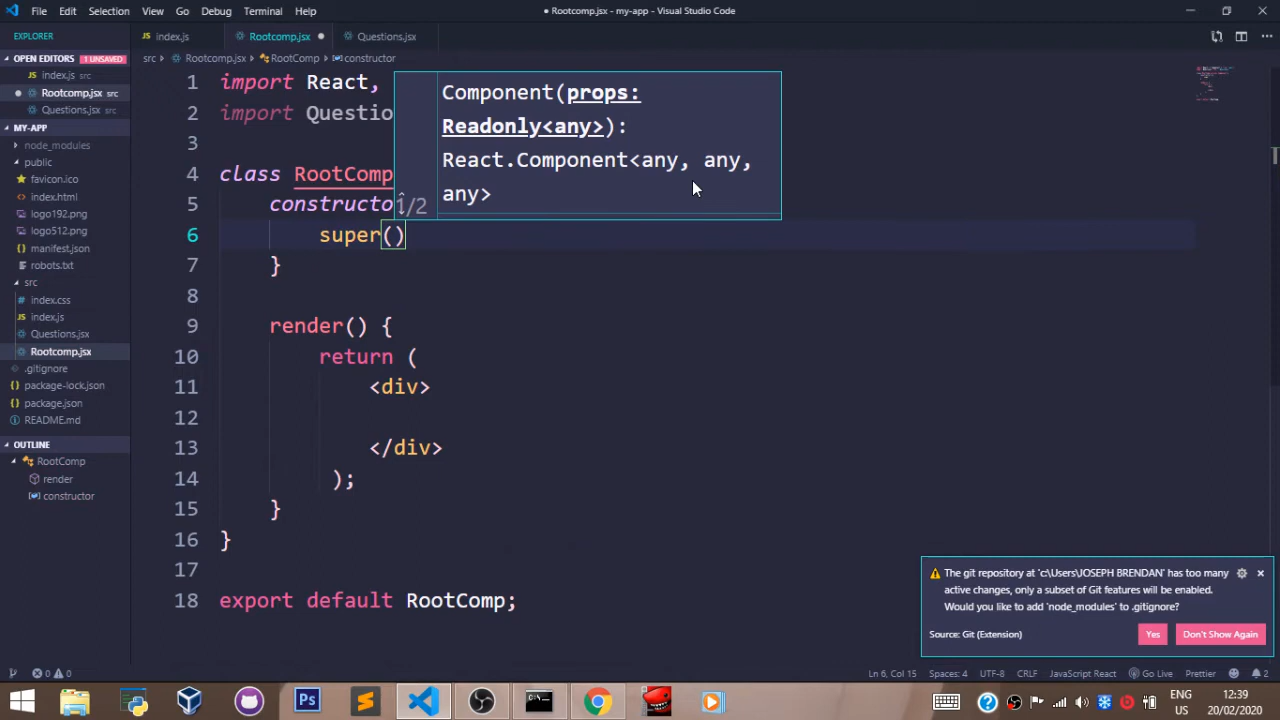 File Edit Selection View Go Debug Terminal Help
● Rootcomp.jsx - my-app - Visual Studio Code
EXPLORER
index.js
Rootcomp.jsx
Questions.jsx
OPEN EDITORS 1 UNSAVED
index.js src
Rootcomp.jsx src
Questions.jsx src
MY-APP
node_modules
public
favicon.ico
index.html
logo192.png
logo512.png
manifest.json
robots.txt
src
index.css
index.js
Questions.jsx
Rootcomp.jsx
.gitignore
package-lock.json
package.json
README.md
OUTLINE
RootComp
render
constructor
src > Rootcomp.jsx > RootComp > constructor
1 import React,
2 import Questio
3
4 class RootComp
5 constructo
6 super()
7 }
8
9 render() {
10 return (
11 <div>
12
13 </div>
14 );
15 }
16 }
17
18 export default RootComp;
Component(props:
Readonly<any>):
React.Component<any, any,
any>
1/2
The git repository at 'c:\Users\JOSEPH BRENDAN' has too many
active changes, only a subset of Git features will be enabled.
Would you like to add 'node_modules' to .gitignore?
Source: Git (Extension)
Yes
Don't Show Again
0 0
Ln 6, Col 15 Spaces: 4 UTF-8 CRLF JavaScript React Go Live Prettier 2
Ps
ENG
US
12:39
20/02/2020